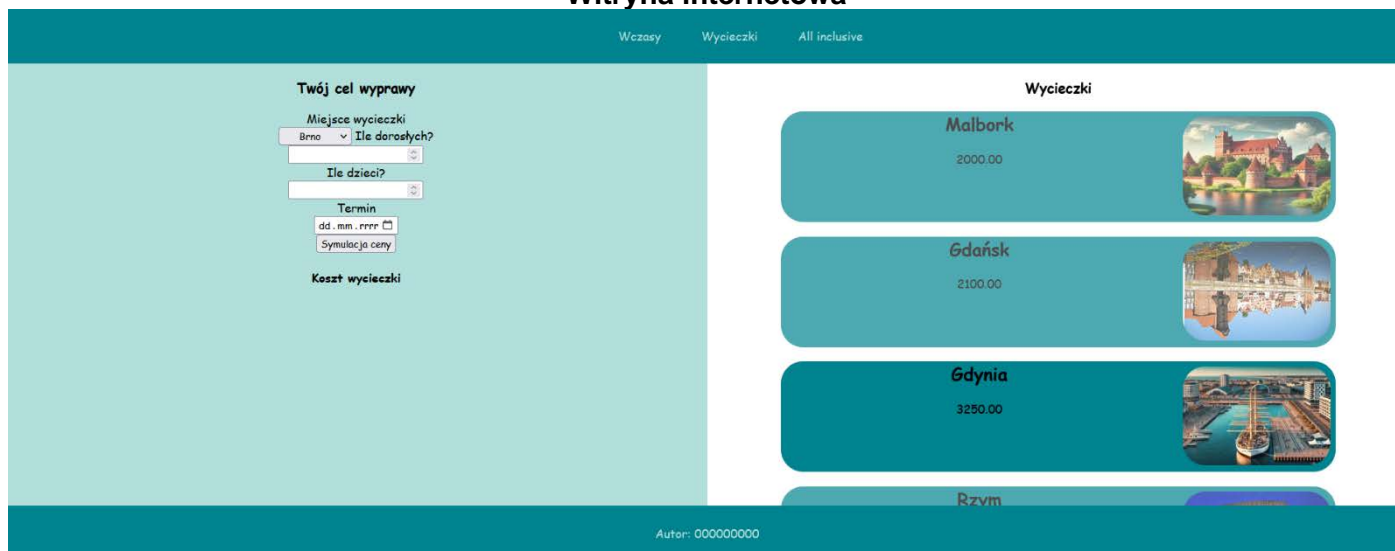 Witryna internetowa
Wczasy Wycieczki All inclusive
Twój cel wyprawy
Miejsce wycieczki
Brno Ile dorosłych?
Ile dzieci?
Termin
dd.mm.rrrr
Symulacja ceny
Koszt wycieczki
Wycieczki
Malbork
2000.00
Gdańsk
2100.00
Gdynia
3250.00
Rzym
Autor: 000000000